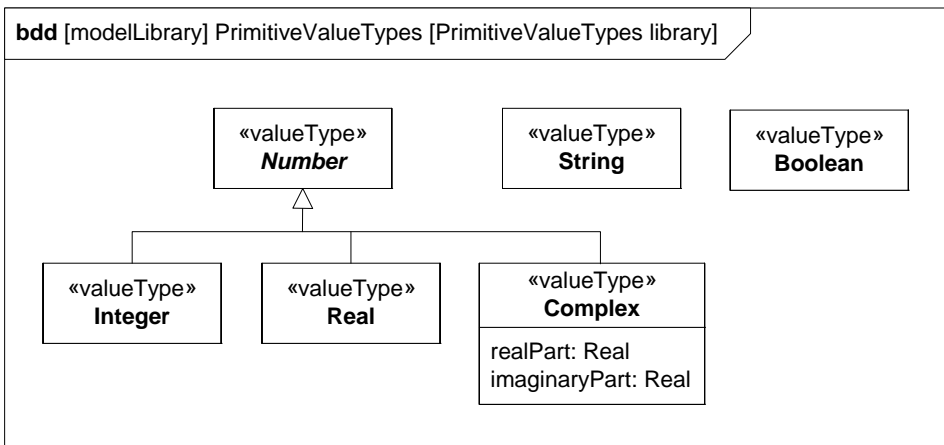 bdd [modelLibrary] PrimitiveValueTypes [PrimitiveValueTypes library]
«valueType»
Number
«valueType»
String
«valueType»
Boolean
«valueType»
Integer
«valueType»
Real
«valueType»
Complex
realPart: Real
imaginaryPart: Real